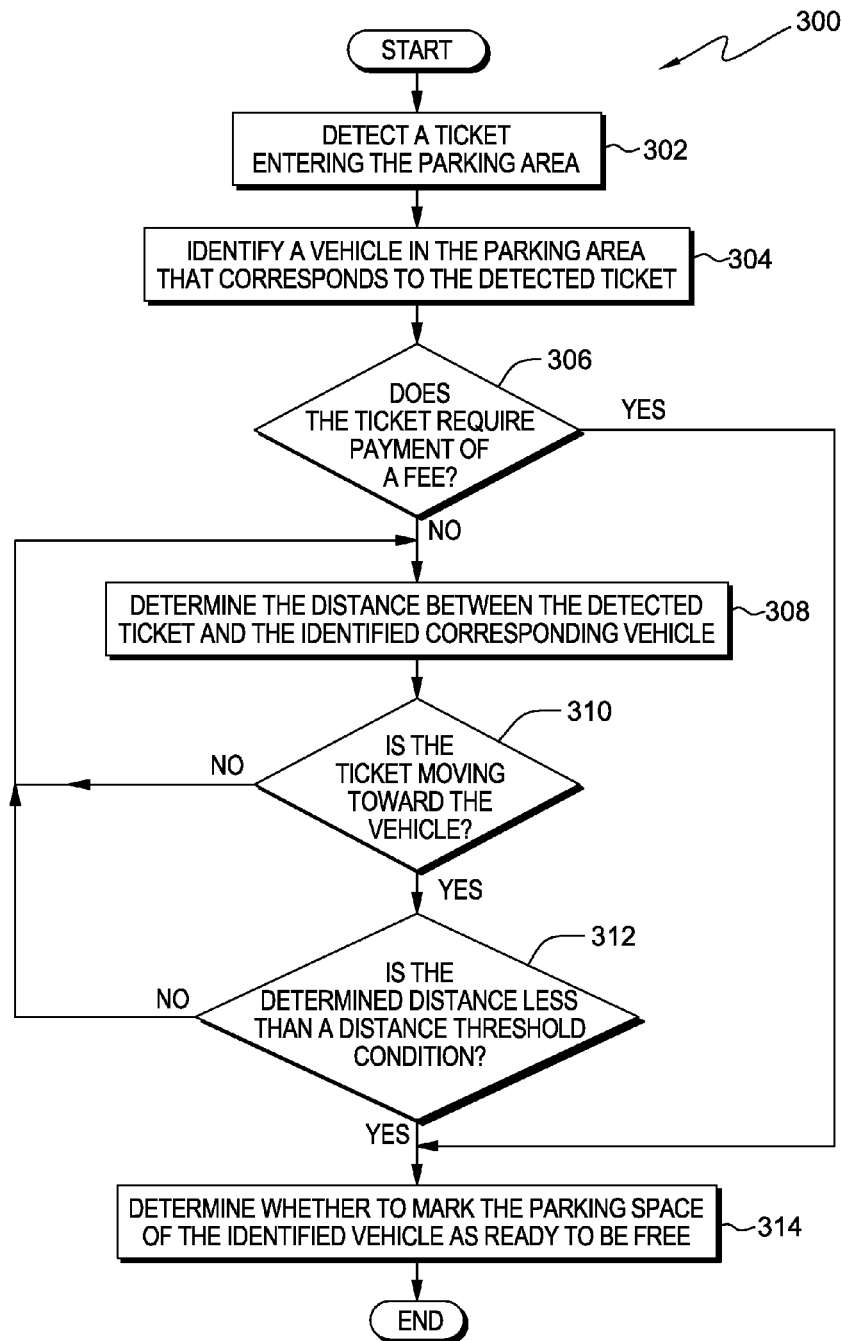 300
START
DETECT A TICKET
ENTERING THE PARKING AREA
302
IDENTIFY A VEHICLE IN THE PARKING AREA
THAT CORRESPONDS TO THE DETECTED TICKET
304
306
DOES
THE TICKET REQUIRE
PAYMENT OF
A FEE?
YES
NO
DETERMINE THE DISTANCE BETWEEN THE DETECTED
TICKET AND THE IDENTIFIED CORRESPONDING VEHICLE
308
310
IS THE
TICKET MOVING
TOWARD THE
VEHICLE?
NO
YES
312
IS THE
DETERMINED DISTANCE LESS
THAN A DISTANCE THRESHOLD
CONDITION?
NO
YES
DETERMINE WHETHER TO MARK THE PARKING SPACE
OF THE IDENTIFIED VEHICLE AS READY TO BE FREE
314
END